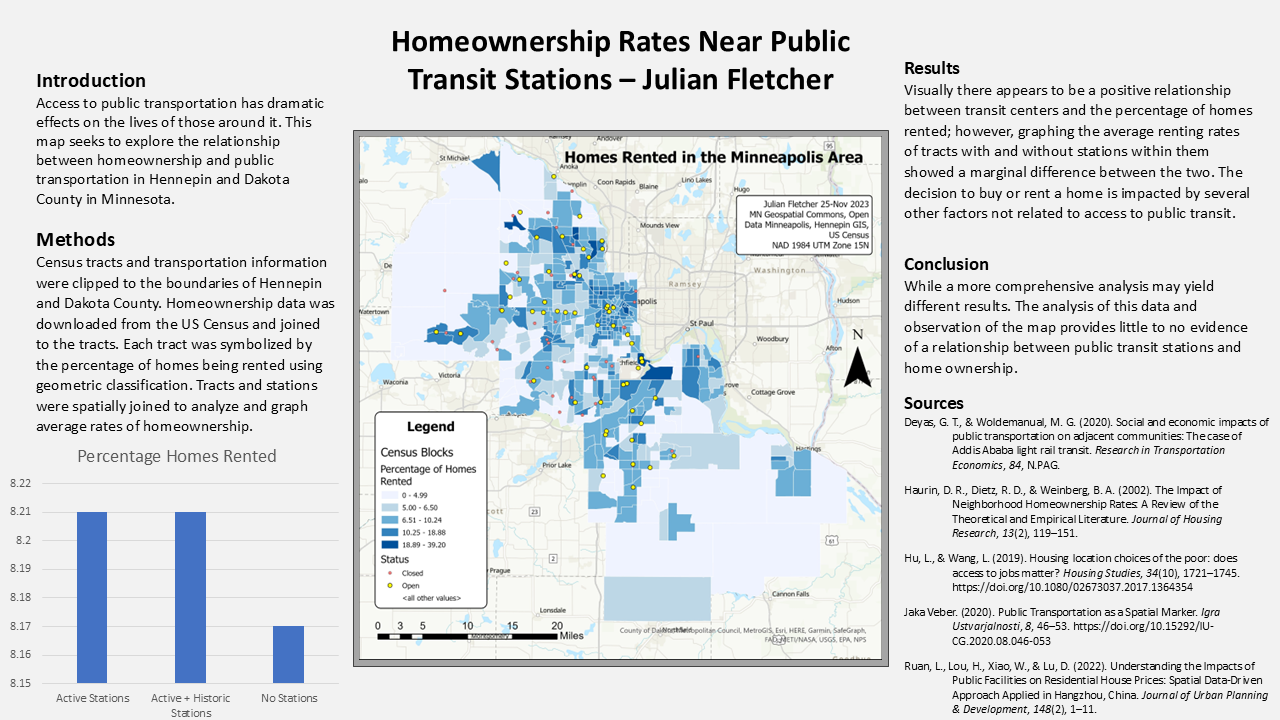 Homeownership Rates Near Public
Transit Stations – Julian Fletcher
Introduction
Access to public transportation has dramatic
effects on the lives of those around it. This
map seeks to explore the relationship
between homeownership and public
transportation in Hennepin and Dakota
County in Minnesota.
Methods
Census tracts and transportation information
were clipped to the boundaries of Hennepin
and Dakota County. Homeownership data was
downloaded from the US Census and joined
to the tracts. Each tract was symbolized by
the percentage of homes being rented using
geometric classification. Tracts and stations
were spatially joined to analyze and graph
average rates of homeownership.
Percentage Homes Rented
8.22
8.21
8.2
8.19
8.18
8.17
8.16
8.15
Active Stations
Active + Historic
Stations
No Stations
Homes Rented in the Minneapolis Area
Julian Fletcher 25-Nov 2023
MN Geospatial Commons, Open
Data Minneapolis, Hennepin GIS,
US Census
NAD 1984 UTM Zone 15N
Andover
St Michael
Anoka
Coon Rapids
Lino Lakes
Blaine
Hugo
95
Mounds View
Washington
Ramsey
Hudson
St Paul
Woodbury
N
Afton
Victoria
Waconia
Cottage Grove
Hastings
Prior Lake
23
61
2
Prague
Cannon Falls
Lonsdale
Legend
Census Blocks
Percentage of Homes
Rented
0 - 4.99
5.00 - 6.50
6.51 - 10.24
10.25 - 18.88
18.89 - 39.20
Status
Closed
Open
<all other values>
0 3 5 10 15 20
Miles
Montgomery
Northfield
County of Dakota, Metropolitan Council, MetroGIS, Esri, HERE, Garmin, SafeGraph,
FAO, METI/NASA, USGS, EPA, NPS
Results
Visually there appears to be a positive relationship
between transit centers and the percentage of homes
rented; however, graphing the average renting rates
of tracts with and without stations within them
showed a marginal difference between the two. The
decision to buy or rent a home is impacted by several
other factors not related to access to public transit.
Conclusion
While a more comprehensive analysis may yield
different results. The analysis of this data and
observation of the map provides little to no evidence
of a relationship between public transit stations and
home ownership.
Sources
Deyas, G. T., & Woldemanual, M. G. (2020). Social and economic impacts of
public transportation on adjacent communities: The case of
Addis Ababa light rail transit. Research in Transportation
Economics, 84, N.PAG.
Haurin, D. R., Dietz, R. D., & Weinberg, B. A. (2002). The Impact of
Neighborhood Homeownership Rates: A Review of the
Theoretical and Empirical Literature. Journal of Housing
Research, 13(2), 119–151.
Hu, L., & Wang, L. (2019). Housing location choices of the poor: does
access to jobs matter? Housing Studies, 34(10), 1721–1745.
https://doi.org/10.1080/02673037.2017.1364354
Jaka Veber. (2020). Public Transportation as a Spatial Marker. Igra
Ustvarjalnosti, 8, 46–53. https://doi.org/10.15292/IU-
CG.2020.08.046-053
Ruan, L., Lou, H., Xiao, W., & Lu, D. (2022). Understanding the Impacts of
Public Facilities on Residential House Prices: Spatial Data-Driven
Approach Applied in Hangzhou, China. Journal of Urban Planning
& Development, 148(2), 1–11.